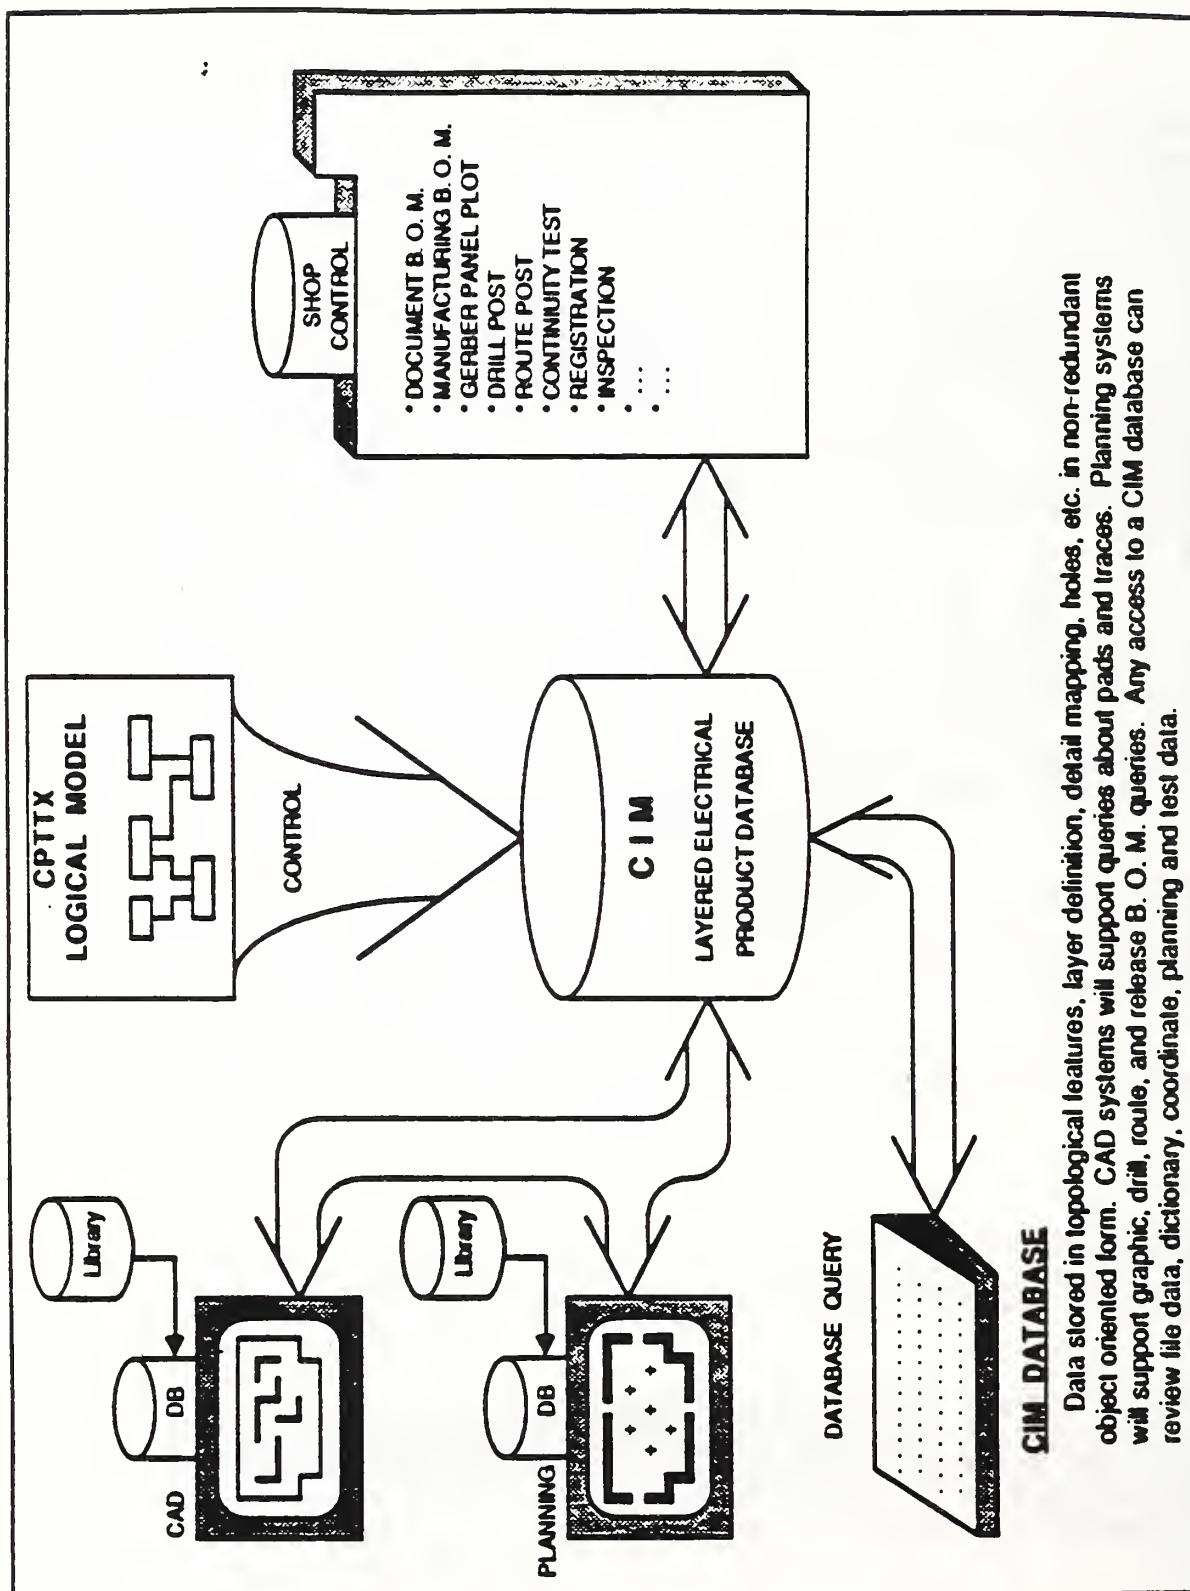 CPTTX
LOGICAL MODEL
CONTROL
Library
DB
CAD
Library
DB
PLANNING
CIM
LAYERED ELECTRICAL
PRODUCT DATABASE
SHOP
CONTROL
• DOCUMENT B. O. M.
• MANUFACTURING B. O. M.
• GERBER PANEL PLOT
• DRILL POST
• ROUTE POST
• CONTINIUITY TEST
• REGISTRATION
• INSPECTION
• ...
• ...
DATABASE QUERY
CIM DATABASE
Data stored in topological features, layer definition, detail mapping, holes, etc. in non-redundant
object oriented form. CAD systems will support queries about pads and traces. Planning systems
will support graphic, drill, route, and release B. O. M. queries. Any access to a CIM database can
review file data, dictionary, coordinate, planning and test data.